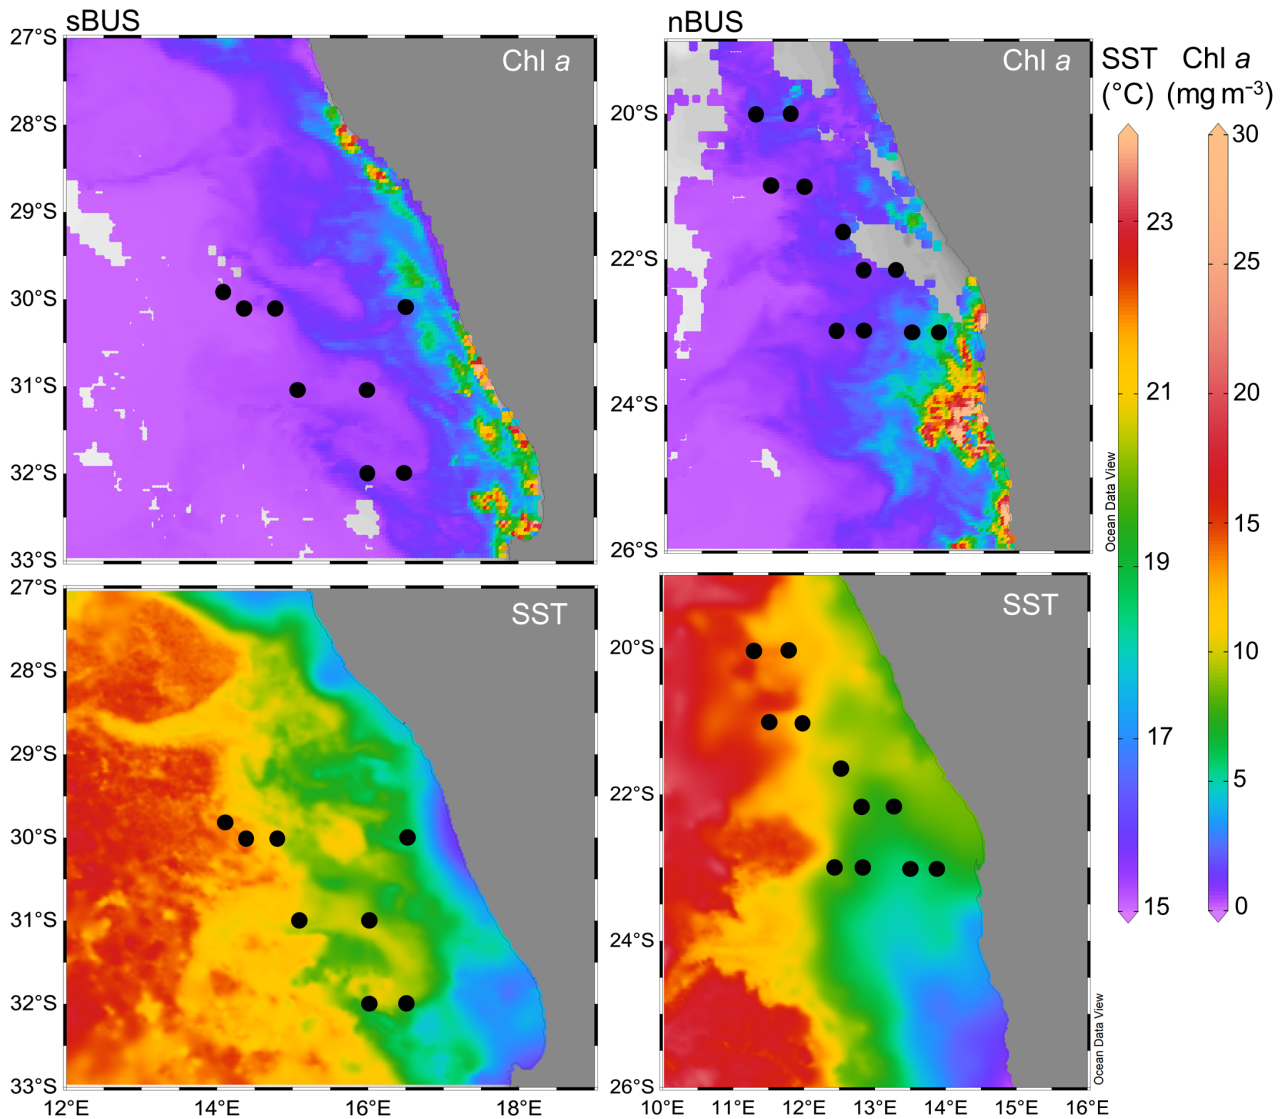 sBUS
nBUS
27°S
28°S
29°S
30°S
31°S
32°S
33°S
Chl a
20°S
22°S
24°S
26°S
Chl a
Ocean Data View
SST
(°C)
Chl a
(mg m⁻³)
23
21
19
17
15
30
25
20
15
10
5
0
27°S
28°S
29°S
30°S
31°S
32°S
33°S
SST
12°E 14°E 16°E 18°E
20°S
22°S
24°S
26°S
SST
10°E 11°E 12°E 13°E 14°E 15°E 16°E
Ocean Data View